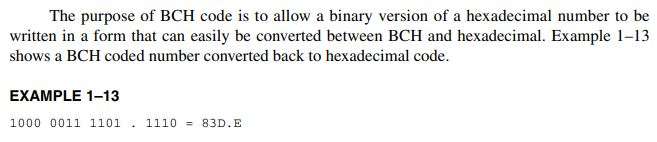 The purpose of BCH code is to allow a binary version of a hexadecimal number to be
written in a form that can easily be converted between BCH and hexadecimal. Example 1–13
shows a BCH coded number converted back to hexadecimal code.
EXAMPLE 1–13
1000 0011 1101 . 1110 = 83D.E